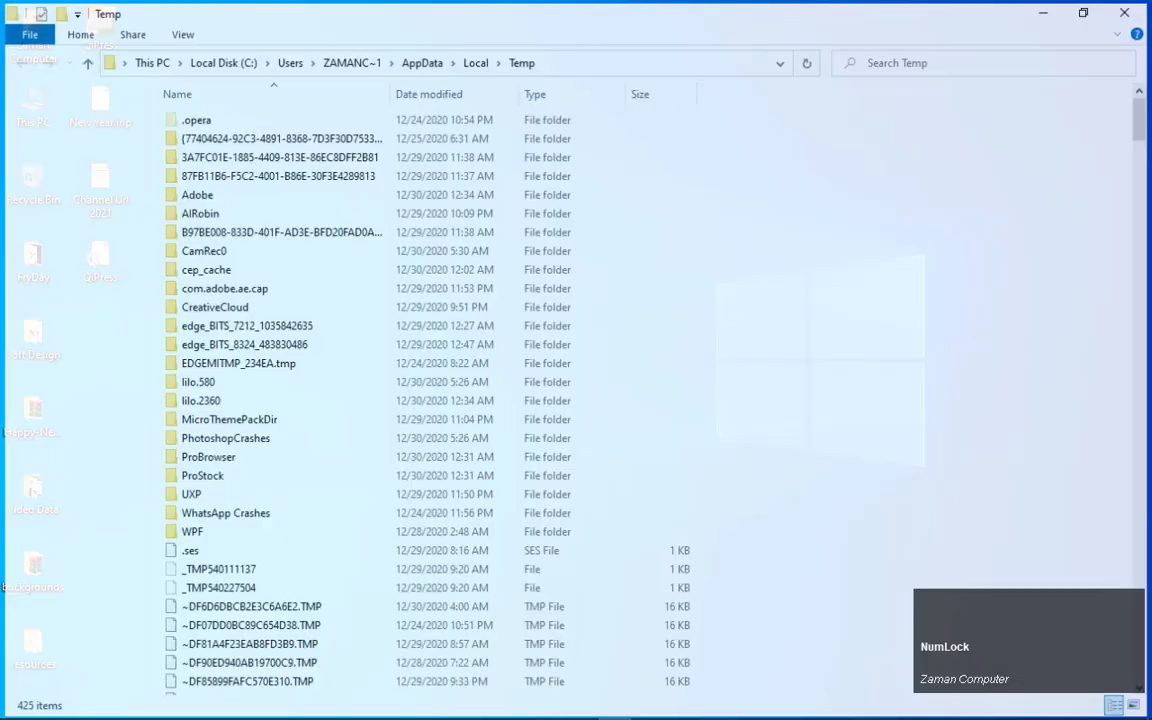 Temp
File Home Share View
This PC Local Disk (C:) Users ZAMANC~1 AppData Local Temp
Search Temp
Name Date modified Type Size
.opera 12/24/2020 10:54 PM File folder
{77404624-92C3-4891-8368-7D3F30D7533... 12/25/2020 6:31 AM File folder
3A7FC01E-1885-4409-813E-86EC8DFF2B81 12/29/2020 11:38 AM File folder
87FB11B6-F5C2-4001-B86E-30F3E4289813 12/29/2020 11:37 AM File folder
Adobe 12/30/2020 12:34 AM File folder
AIRobin 12/29/2020 10:09 PM File folder
B97BE008-833D-401F-AD3E-BFD20FAD0A... 12/29/2020 11:38 AM File folder
CamRec0 12/30/2020 5:30 AM File folder
cep_cache 12/30/2020 12:02 AM File folder
com.adobe.ae.cap 12/29/2020 11:53 PM File folder
CreativeCloud 12/29/2020 9:51 PM File folder
edge_BITS_7212_1035842635 12/30/2020 12:27 AM File folder
edge_BITS_8324_483830486 12/29/2020 12:47 AM File folder
EDGEMITMP_234EA.tmp 12/24/2020 8:22 AM File folder
lilo.580 12/30/2020 5:26 AM File folder
lilo.2360 12/30/2020 12:34 AM File folder
MicroThemePackDir 12/29/2020 11:04 PM File folder
PhotoshopCrashes 12/30/2020 5:26 AM File folder
ProBrowser 12/30/2020 12:31 AM File folder
ProStock 12/30/2020 12:31 AM File folder
UXP 12/29/2020 11:50 PM File folder
WhatsApp Crashes 12/24/2020 11:56 PM File folder
WPF 12/28/2020 2:48 AM File folder
.ses 12/29/2020 8:16 AM SES File 1 KB
_TMP540111137 12/29/2020 9:20 AM File 1 KB
_TMP540227504 12/29/2020 9:20 AM File 1 KB
~DF6D6DBCB2E3C6A6E2.TMP 12/30/2020 4:00 AM TMP File 16 KB
~DF07DD0BC89C654D38.TMP 12/24/2020 10:51 PM TMP File 16 KB
~DF81A4F23EAB8FD3B9.TMP 12/29/2020 8:57 AM TMP File 16 KB
~DF90ED940AB19700C9.TMP 12/28/2020 7:22 AM TMP File 16 KB
~DF85899FAFC570E310.TMP 12/29/2020 9:33 PM TMP File 16 KB
425 items
Computer
This PC
Recycle Bin
Channel Url
2021
FryDay
QiPress
Video Data
backgrounds
NumLock
Zaman Computer